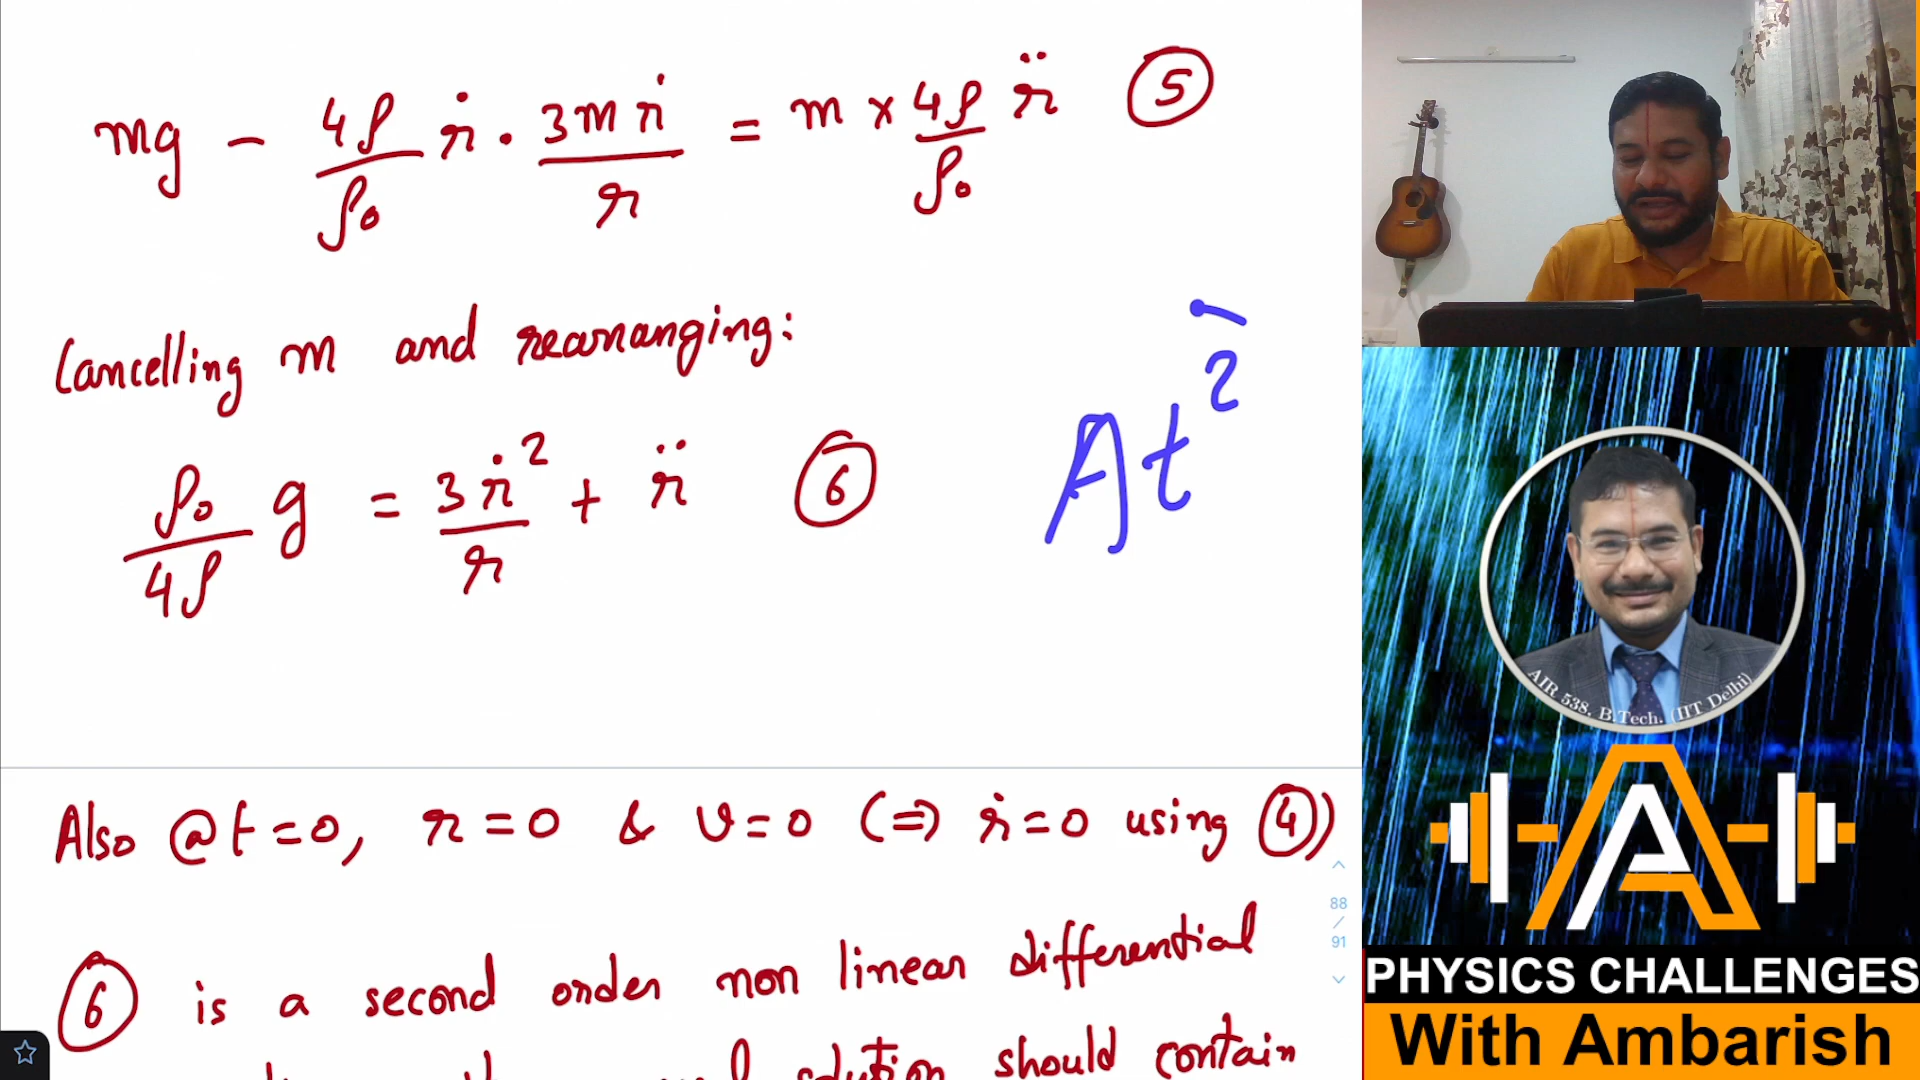 mg - 4ρ/ρ₀ ṙ · 3mṙ/r = m × 4ρ/ρ₀ r̈ ⑤
Cancelling m and rearranging:
ρ₀/4ρ g = 3ṙ²/r + r̈ ⑥
At²
Also @ t=0, r=0 & v=0 (⇒ ṙ=0 using ④)
⑥ is a second order non linear differential
solution should contain
88
/
91
AIR 538, B.Tech. (IIT Delhi)
A
PHYSICS CHALLENGES
With Ambarish